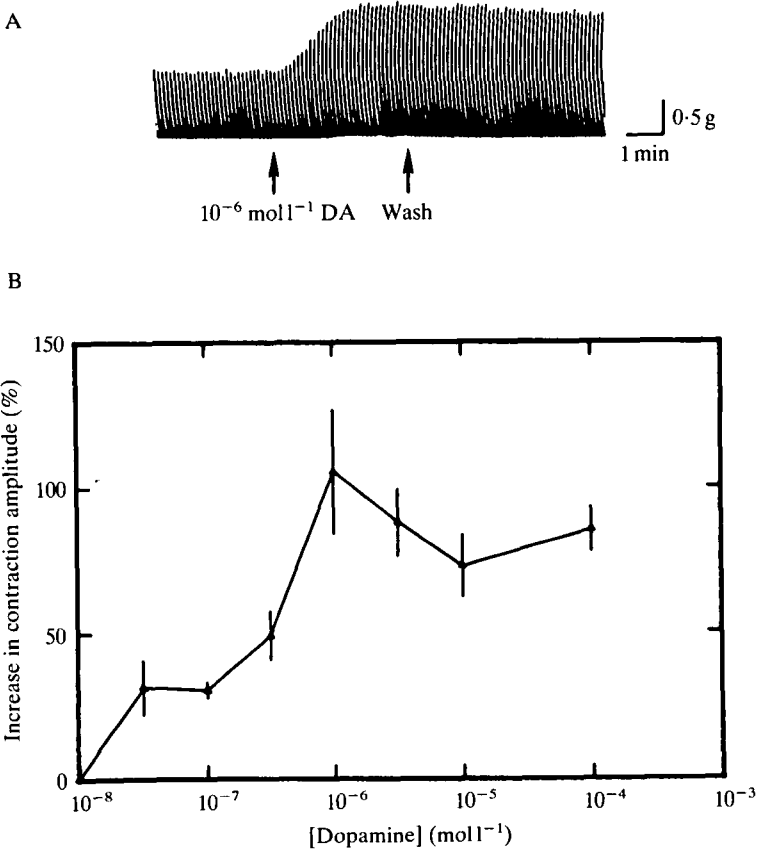 A
0·5 g
1 min
10⁻⁶ mol l⁻¹ DA Wash
B
Increase in contraction amplitude (%)
150
100
50
0
10⁻⁸ 10⁻⁷ 10⁻⁶ 10⁻⁵ 10⁻⁴ 10⁻³
[Dopamine] (mol l⁻¹)